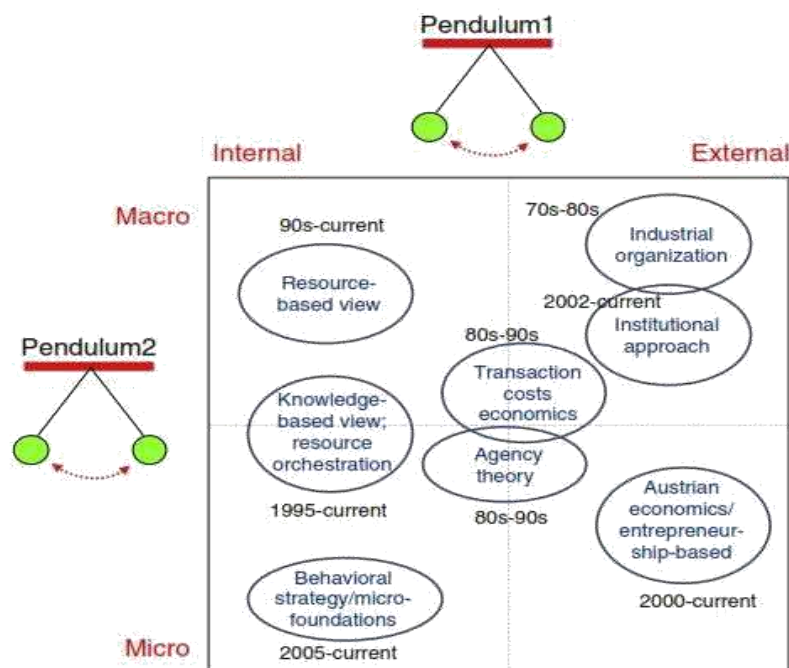 Pendulum1
Internal
External
Macro
70s-80s
90s-current
Industrial
organization
Resource-
based view
2002-current
Institutional
approach
80s-90s
Pendulum2
Transaction
costs
economics
Knowledge-
based view;
resource
orchestration
Agency
theory
Austrian
economics/
entrepreneur-
ship-based
1995-current
80s-90s
Behavioral
strategy/micro-
foundations
2000-current
Micro
2005-current